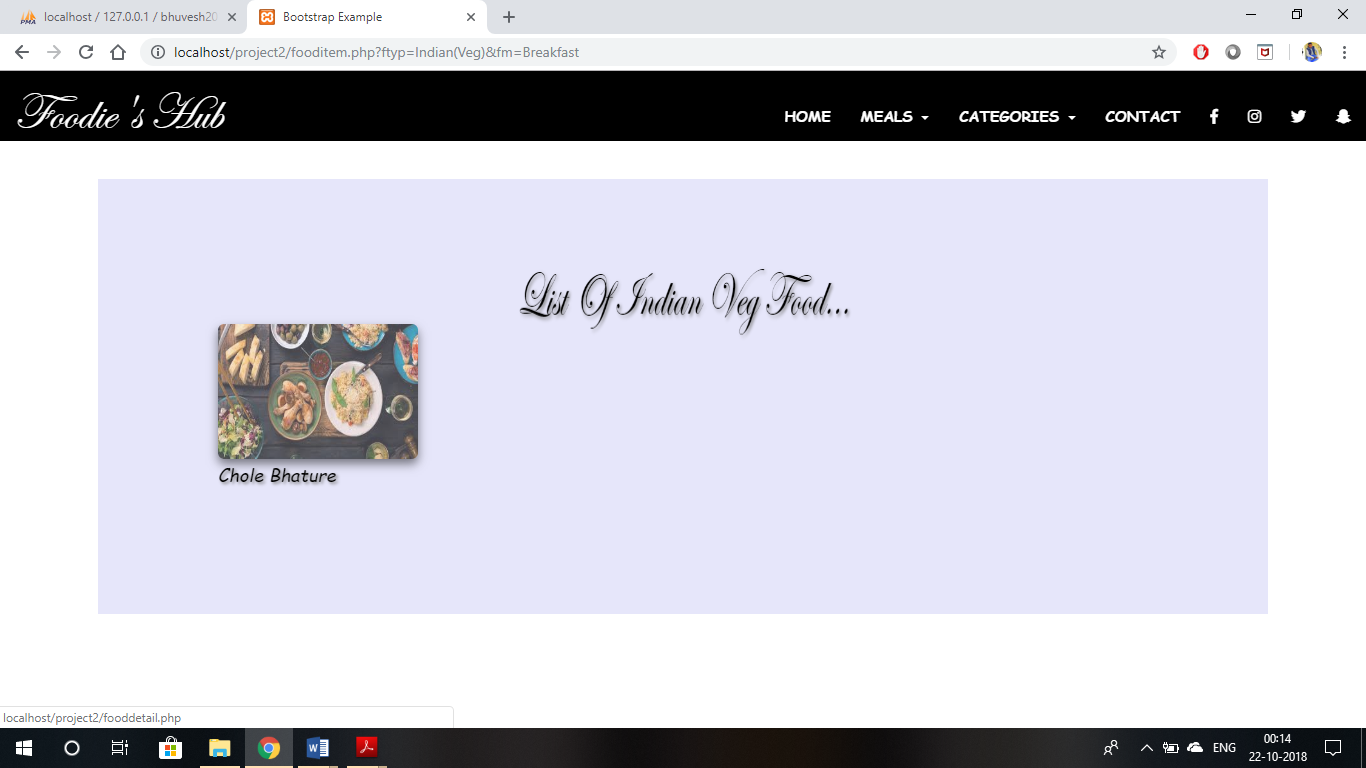 PMA localhost / 127.0.0.1 / bhuvesh20
Bootstrap Example
localhost/project2/fooditem.php?ftyp=Indian(Veg)&fm=Breakfast
Foodie's Hub
HOME MEALS CATEGORIES CONTACT
List Of Indian Veg Food...
Chole Bhature
localhost/project2/fooddetail.php
ENG
00:14
22-10-2018